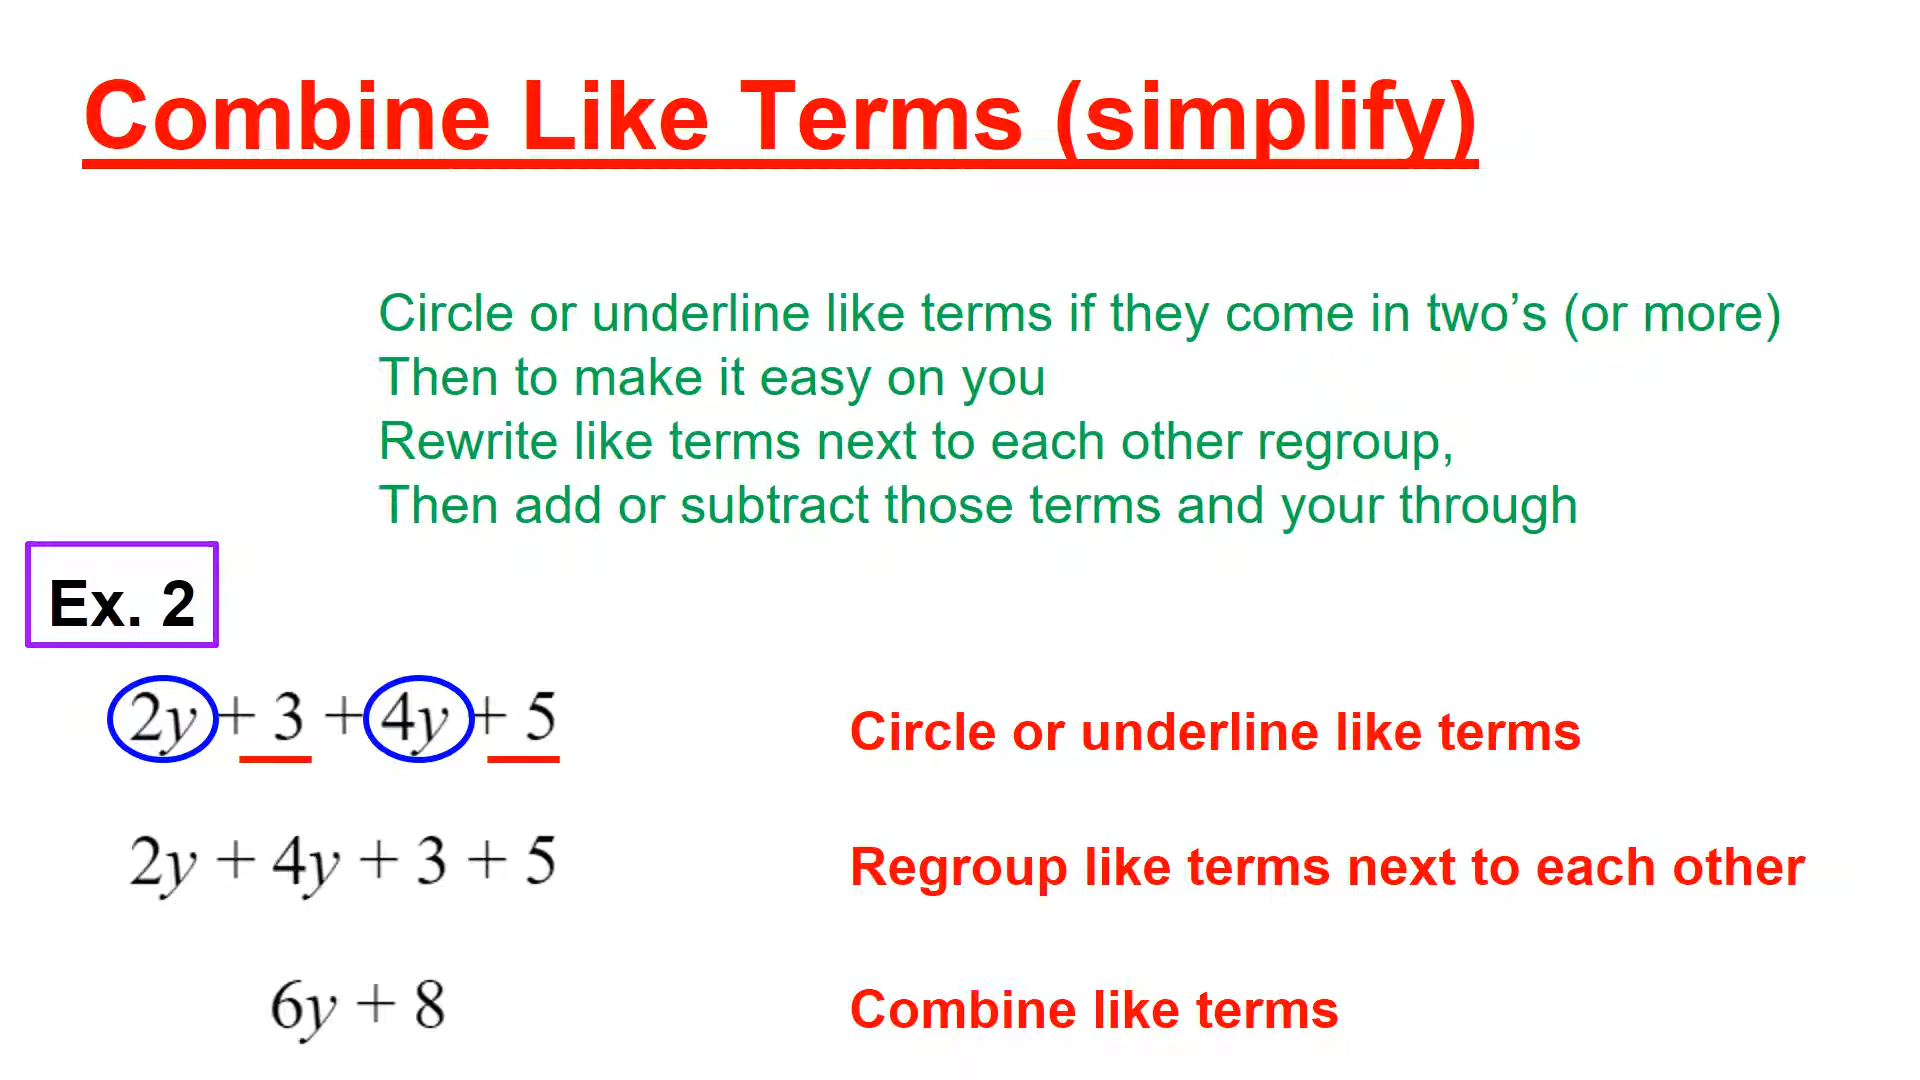 Combine Like Terms (simplify)
Circle or underline like terms if they come in two’s (or more)
Then to make it easy on you
Rewrite like terms next to each other regroup,
Then add or subtract those terms and your through
Ex. 2
2y + 3 + 4y + 5
Circle or underline like terms
2y + 4y + 3 + 5
Regroup like terms next to each other
6y + 8
Combine like terms